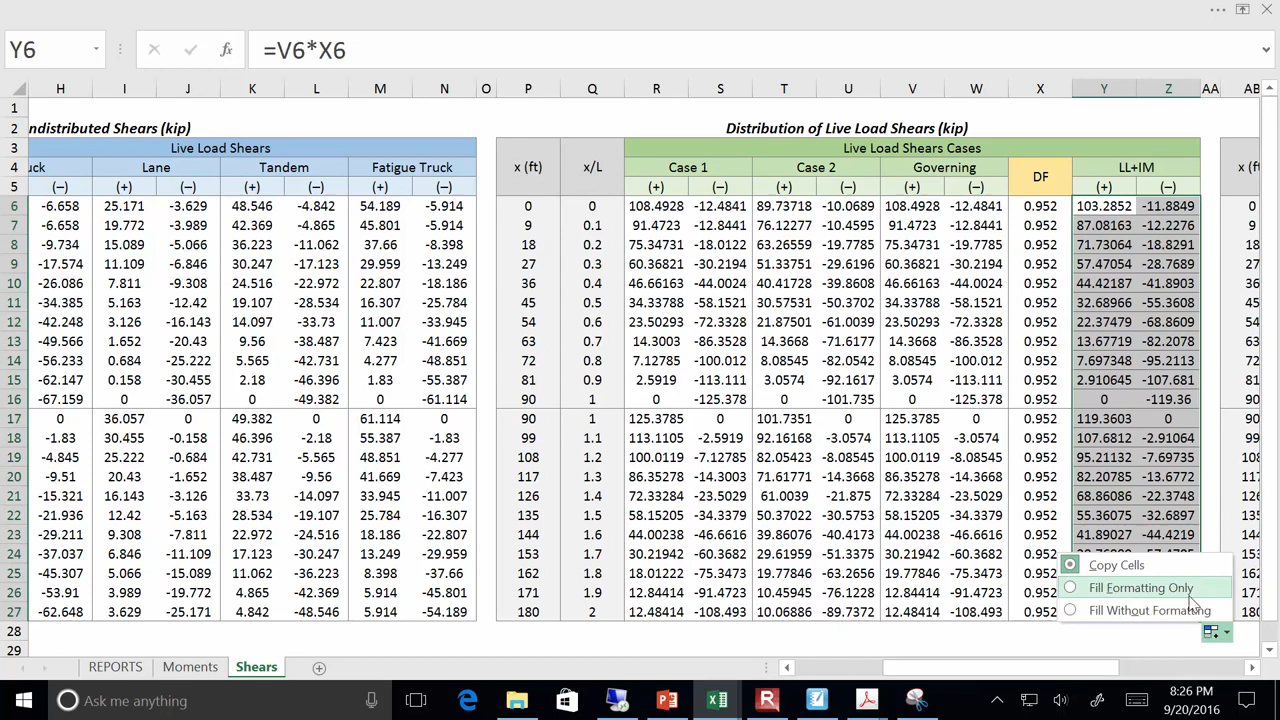 Y6 fx =V6*X6
H I J K L M N O P Q R S T U V W X Y Z AA AB
1
2 ndistributed Shears (kip) Distribution of Live Load Shears (kip)
3 Live Load Shears Live Load Shears Cases
4 uck Lane Tandem Fatigue Truck x (ft) x/L Case 1 Case 2 Governing DF LL+IM x (f
5 (−) (+) (−) (+) (−) (+) (−) (+) (−) (+) (−) (+) (−) (+) (−)
6 -6.658 25.171 -3.629 48.546 -4.842 54.189 -5.914 0 0 108.4928 -12.4841 89.73718 -10.0689 108.4928 -12.4841 0.952 103.2852 -11.8849 0
7 -6.658 19.772 -3.989 42.369 -4.865 45.801 -5.914 9 0.1 91.4723 -12.8441 76.12277 -10.4595 91.4723 -12.8441 0.952 87.08163 -12.2276 9
8 -9.734 15.089 -5.066 36.223 -11.062 37.66 -8.398 18 0.2 75.34731 -18.0122 63.26559 -19.7785 75.34731 -19.7785 0.952 71.73064 -18.8291 18
9 -17.574 11.109 -6.846 30.247 -17.123 29.959 -13.249 27 0.3 60.36821 -30.2194 51.33751 -29.6196 60.36821 -30.2194 0.952 57.47054 -28.7689 27
10 -26.086 7.811 -9.308 24.516 -22.972 22.807 -18.186 36 0.4 46.66163 -44.0024 41.40728 -39.8608 46.66163 -44.0024 0.952 44.42187 -41.8903 36
11 -34.385 5.163 -12.42 19.107 -28.534 16.307 -25.784 45 0.5 34.33788 -58.1521 30.57531 -50.3702 34.33788 -58.1521 0.952 32.68966 -55.3608 45
12 -42.248 3.126 -16.143 14.097 -33.73 11.007 -33.945 54 0.6 23.50293 -72.3328 21.87501 -61.0039 23.50293 -72.3328 0.952 22.37479 -68.8609 54
13 -49.566 1.652 -20.43 9.56 -38.487 7.423 -41.669 63 0.7 14.3003 -86.3528 14.3668 -71.6177 14.3668 -86.3528 0.952 13.67719 -82.2078 63
14 -56.233 0.684 -25.222 5.565 -42.731 4.277 -48.851 72 0.8 7.12785 -100.012 8.08545 -82.0542 8.08545 -100.012 0.952 7.697348 -95.2113 72
15 -62.147 0.158 -30.455 2.18 -46.396 1.83 -55.387 81 0.9 2.5919 -113.111 3.0574 -92.1617 3.0574 -113.111 0.952 2.910645 -107.681 81
16 -67.159 0 -36.057 0 -49.382 0 -61.114 90 1 0 -125.378 0 -101.735 0 -125.378 0.952 0 -119.36 90
17 0 36.057 0 49.382 0 61.114 0 90 1 125.3785 0 101.7351 0 125.3785 0 0.952 119.3603 0 90
18 -1.83 30.455 -0.158 46.396 -2.18 55.387 -1.83 99 1.1 113.1105 -2.5919 92.16168 -3.0574 113.1105 -3.0574 0.952 107.6812 -2.91064 99
19 -4.845 25.222 -0.684 42.731 -5.565 48.851 -4.277 108 1.2 100.0119 -7.12785 82.05423 -8.08545 100.0119 -8.08545 0.952 95.21132 -7.69735 108
20 -9.51 20.43 -1.652 38.487 -9.56 41.669 -7.423 117 1.3 86.35278 -14.3003 71.61771 -14.3668 86.35278 -14.3668 0.952 82.20785 -13.6772 117
21 -15.321 16.143 -3.126 33.73 -14.097 33.945 -11.007 126 1.4 72.33284 -23.5029 61.0039 -21.875 72.33284 -23.5029 0.952 68.86086 -22.3748 126
22 -21.936 12.42 -5.163 28.534 -19.107 25.784 -16.307 135 1.5 58.15205 -34.3379 50.37022 -30.5753 58.15205 -34.3379 0.952 55.36075 -32.6897 135
23 -29.211 9.308 -7.811 22.972 -24.516 18.186 -22.807 144 1.6 44.00238 -46.6616 39.86076 -40.4173 44.00238 -46.6616 0.952 41.89027 -44.4219 144
24 -37.037 6.846 -11.109 17.123 -30.247 13.249 -29.959 153 1.7 30.21942 -60.3682 29.61959 -51.3375 30.21942 -60.3682 0.952 153
25 -45.307 5.066 -15.089 11.062 -36.223 8.398 -37.66 162 1.8 18.01222 -75.3473 19.77846 -63.2656 19.77846 -75.3473 0.952 Copy Cells 162
26 -53.91 3.989 -19.772 4.865 -42.369 5.914 -45.801 171 1.9 12.84414 -91.4723 10.45945 -76.1228 12.84414 -91.4723 0.952 Fill Formatting Only 171
27 -62.648 3.629 -25.171 4.842 -48.546 5.914 -54.189 180 2 12.48414 -108.493 10.06886 -89.7372 12.48414 -108.493 0.952 Fill Without Formatting 180
28
29
REPORTS Moments Shears
Ask me anything
8:26 PM
9/20/2016